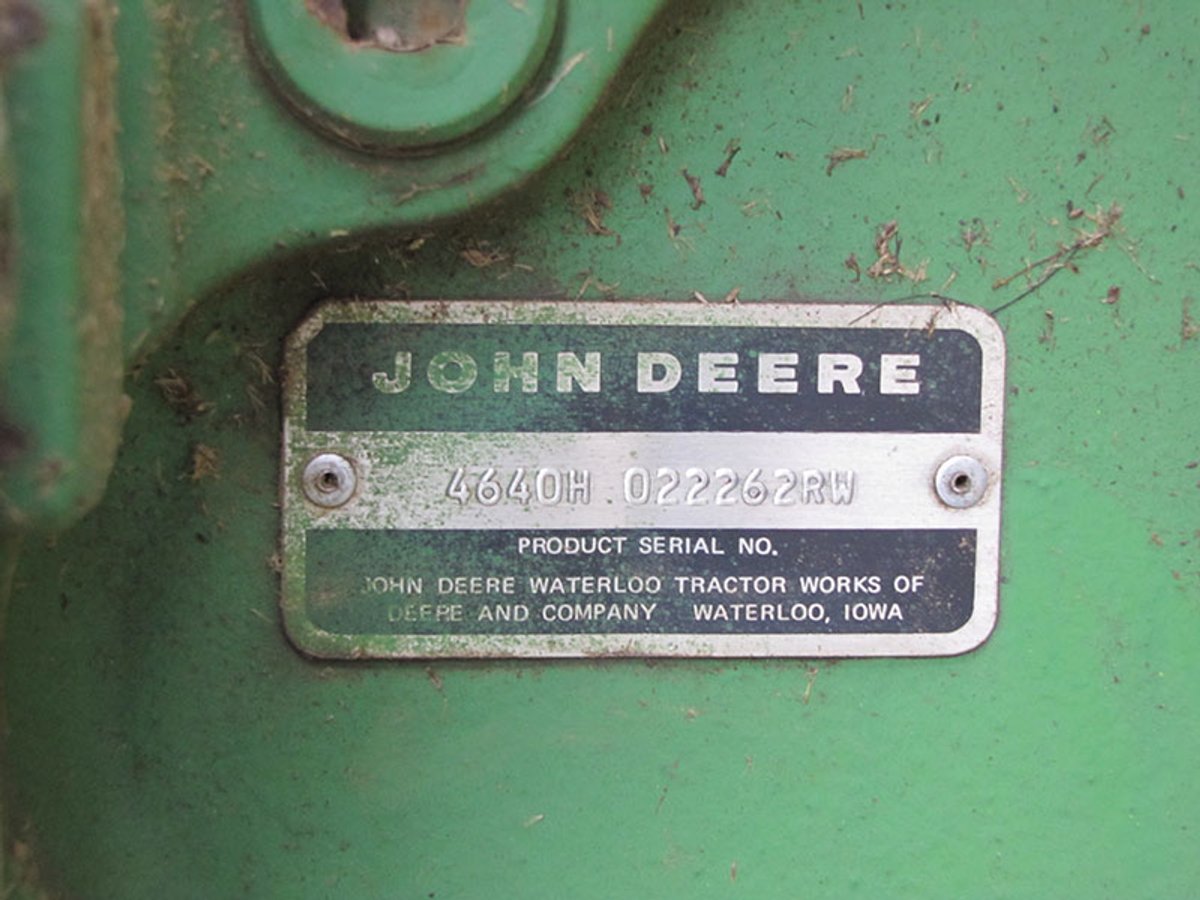 JOHN DEERE
4640H 022262RW
PRODUCT SERIAL NO.
JOHN DEERE WATERLOO TRACTOR WORKS OF
DEERE AND COMPANY WATERLOO, IOWA